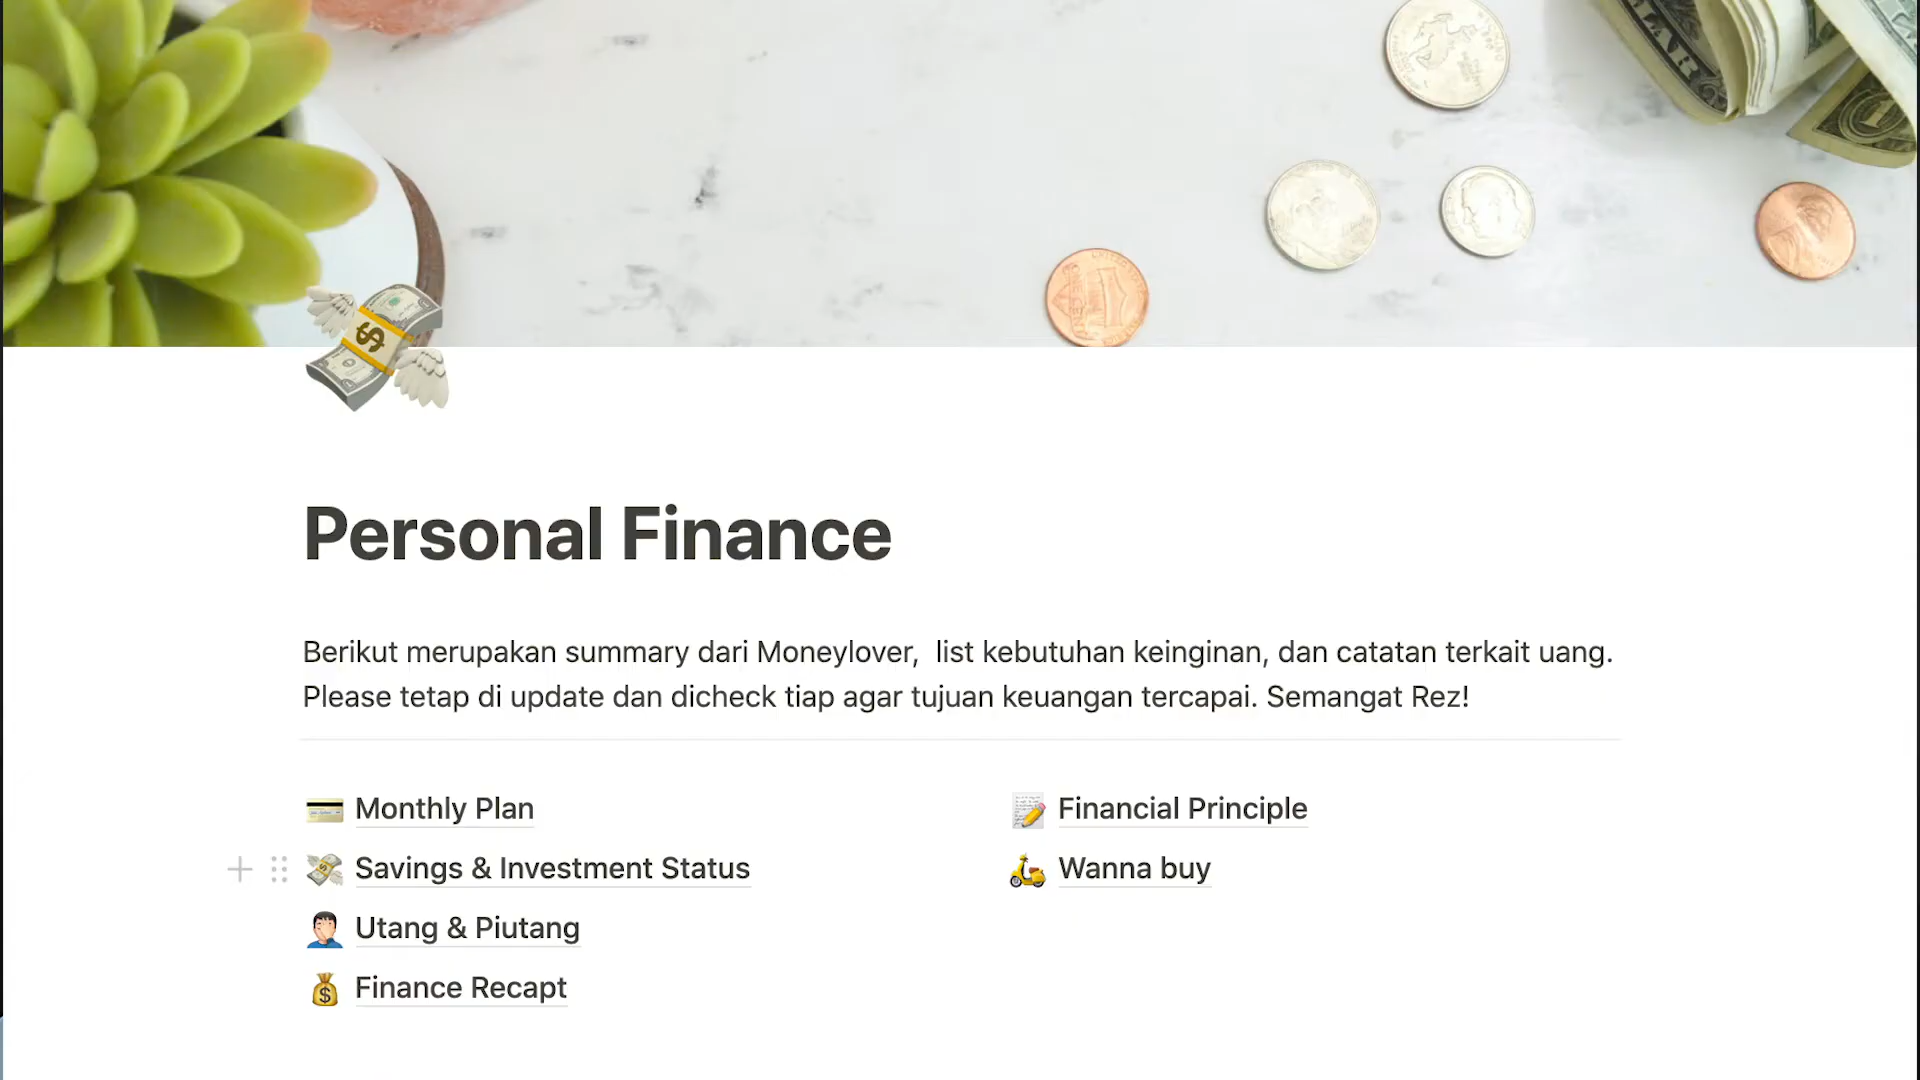 Personal Finance
Berikut merupakan summary dari Moneylover,  list kebutuhan keinginan, dan catatan terkait uang.
Please tetap di update dan dicheck tiap agar tujuan keuangan tercapai. Semangat Rez!
Monthly Plan
Savings & Investment Status
Utang & Piutang
Finance Recapt
Financial Principle
Wanna buy